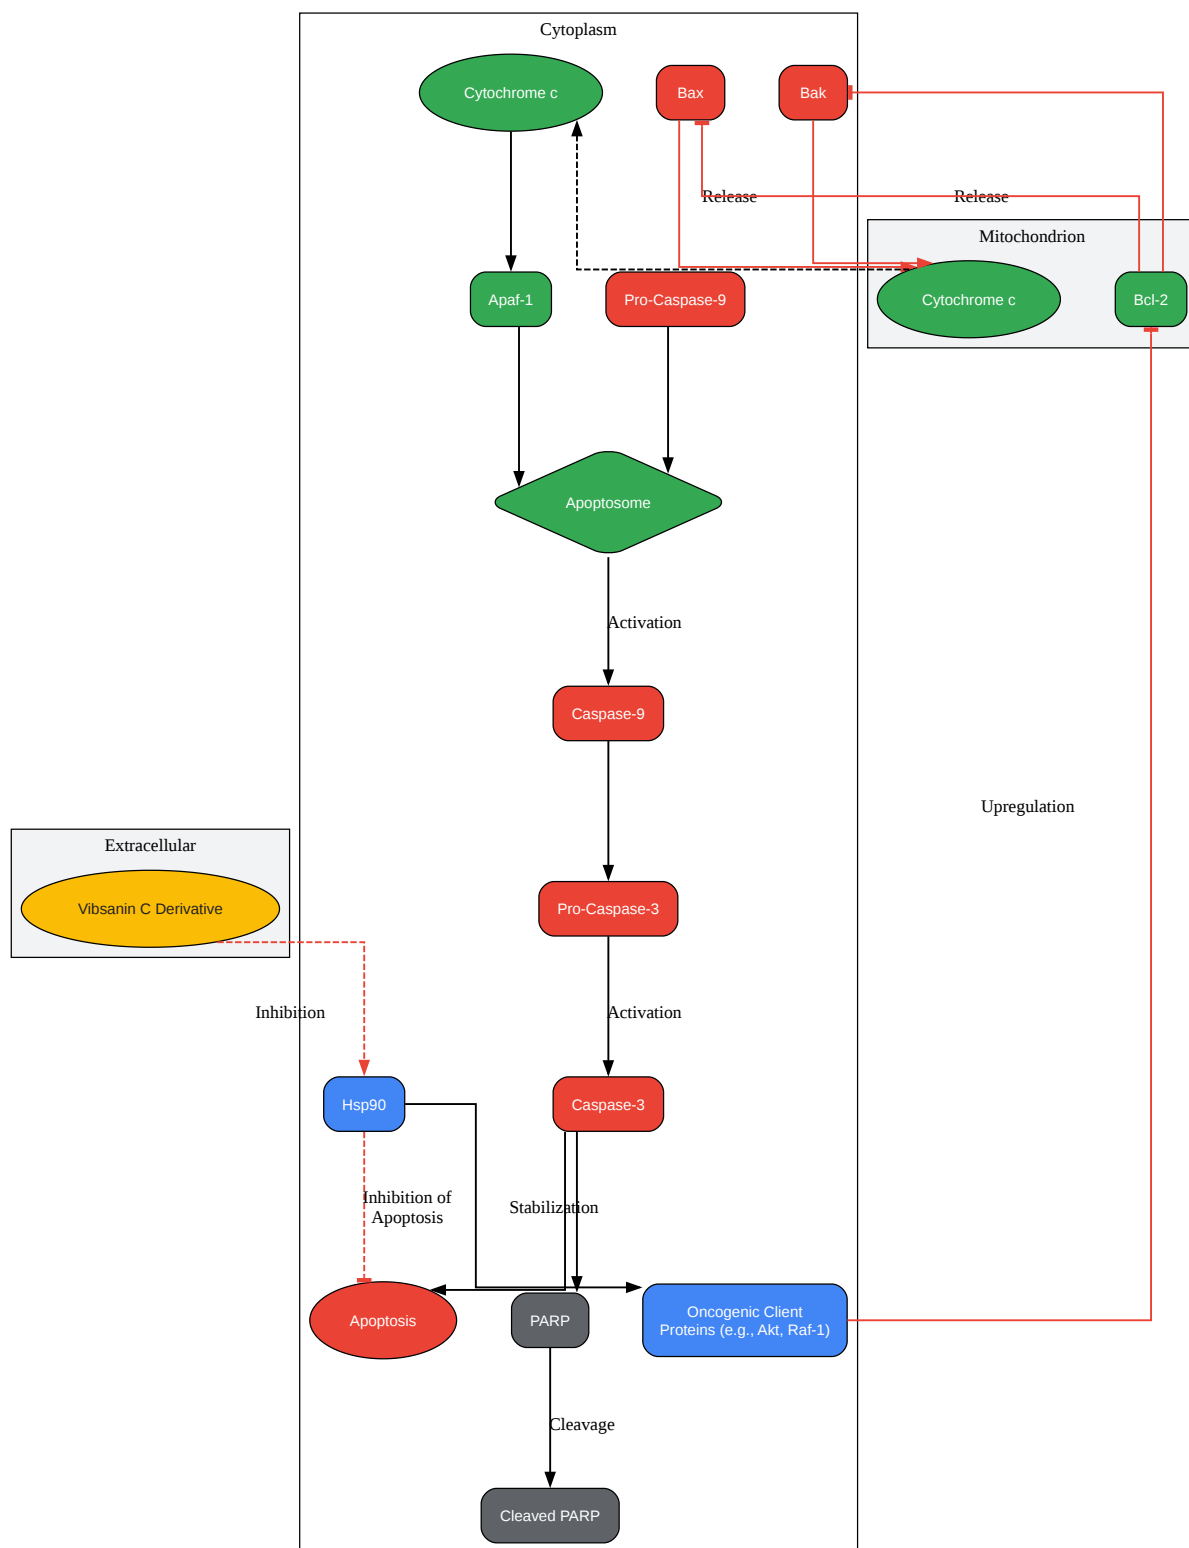 Cytoplasm
Cytochrome c
Bax
Bak
Release
Release
Mitochondrion
Apaf-1
Pro-Caspase-9
Cytochrome c
Bcl-2
Apoptosome
Activation
Caspase-9
Upregulation
Extracellular
Vibsanin C Derivative
Pro-Caspase-3
Inhibition
Activation
Hsp90
Caspase-3
Inhibition of
Apoptosis
Stabilization
Apoptosis
PARP
Oncogenic Client
Proteins (e.g., Akt, Raf-1)
Cleavage
Cleaved PARP